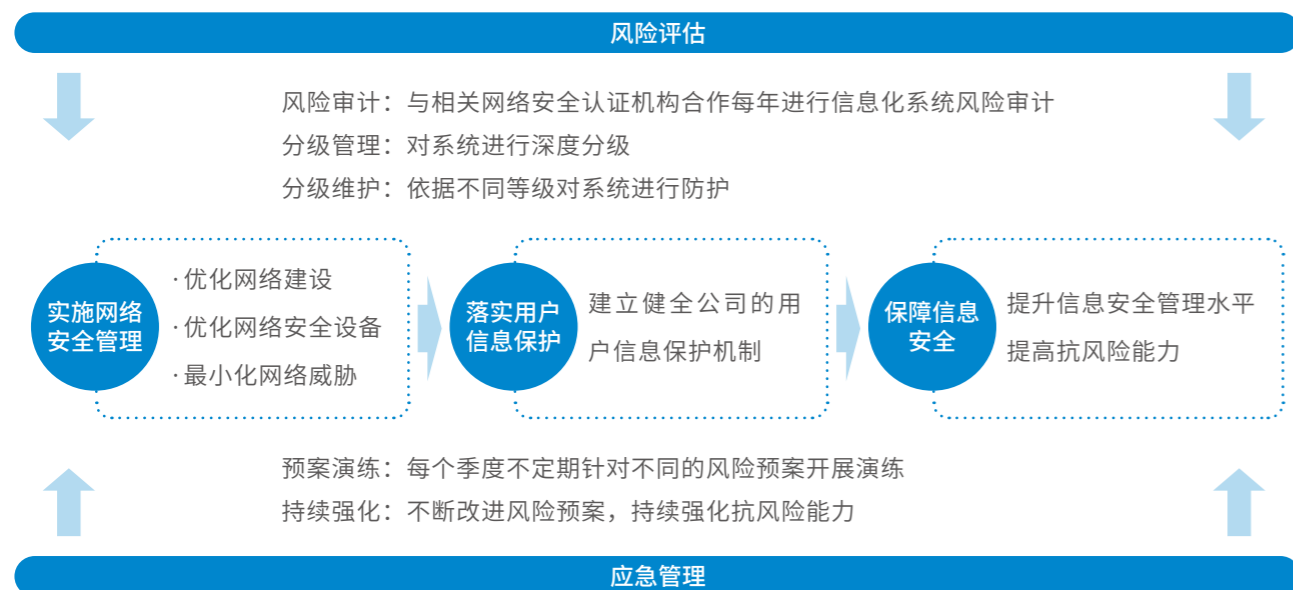 风险评估
风险审计：与相关网络安全认证机构合作每年进行信息化系统风险审计
分级管理：对系统进行深度分级
分级维护：依据不同等级对系统进行防护
实施网络
安全管理
·优化网络建设
·优化网络安全设备
·最小化网络威胁
落实用户
信息保护
建立健全公司的用
户信息保护机制
保障信息
安全
提升信息安全管理水平
提高抗风险能力
预案演练：每个季度不定期针对不同的风险预案开展演练
持续强化：不断改进风险预案，持续强化抗风险能力
应急管理